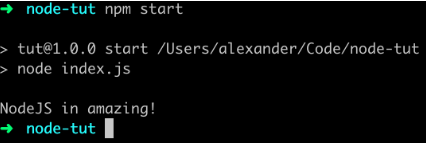 ➜ node-tut npm start
> tut@1.0.0 start /Users/alexander/Code/node-tut
> node index.js
NodeJS in amazing!
➜ node-tut